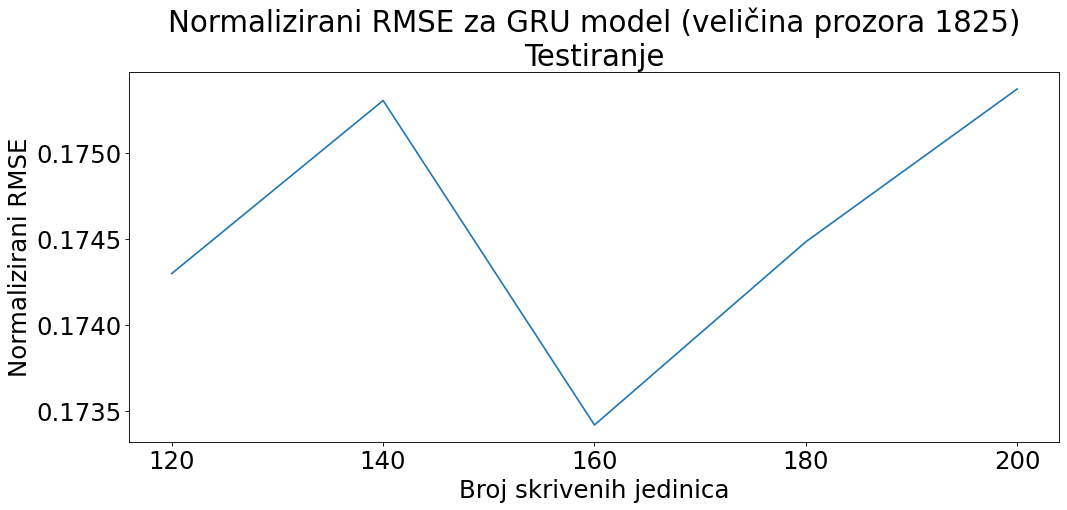 Normalizirani RMSE za GRU model (veličina prozora 1825)
Testiranje
Normalizirani RMSE
0.1750
0.1745
0.1740
0.1735
120 140 160 180 200
Broj skrivenih jedinica